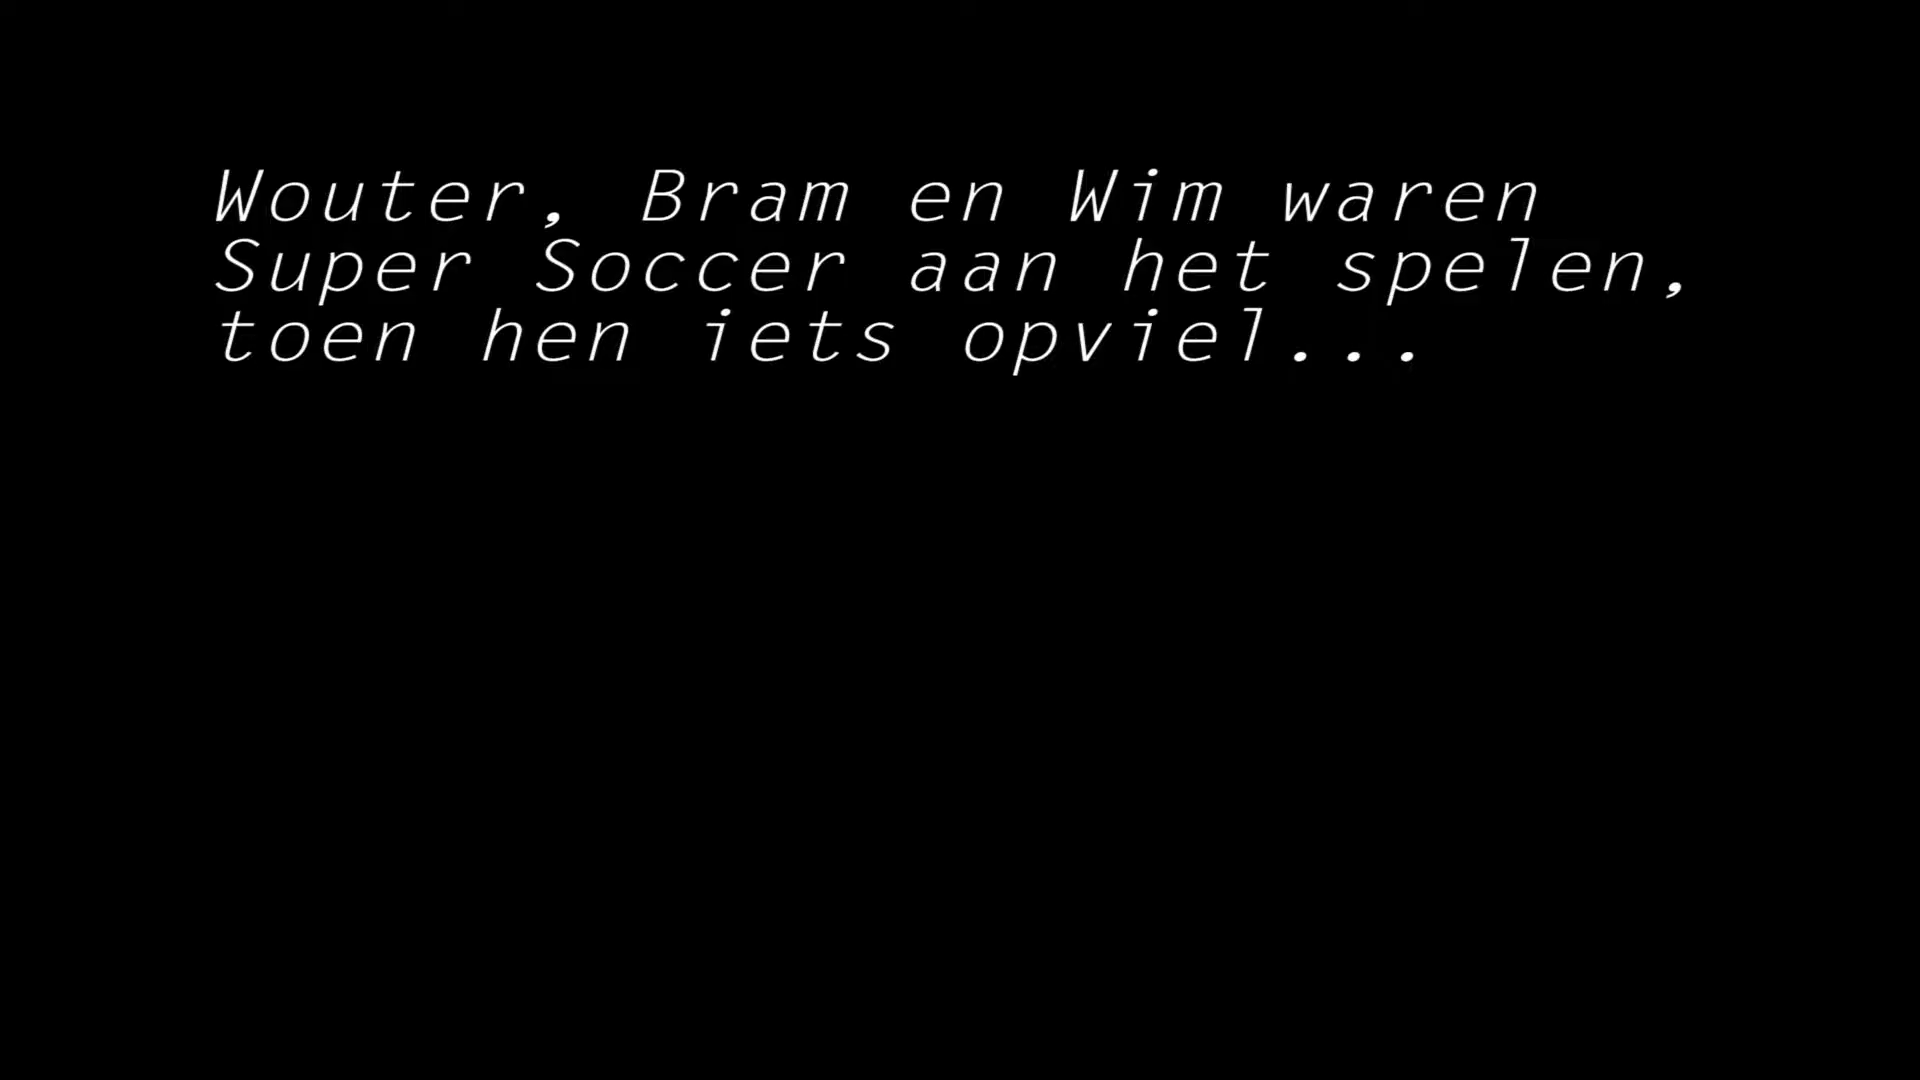 Wouter, Bram en Wim waren
Super Soccer aan het spelen,
toen hen iets opviel...